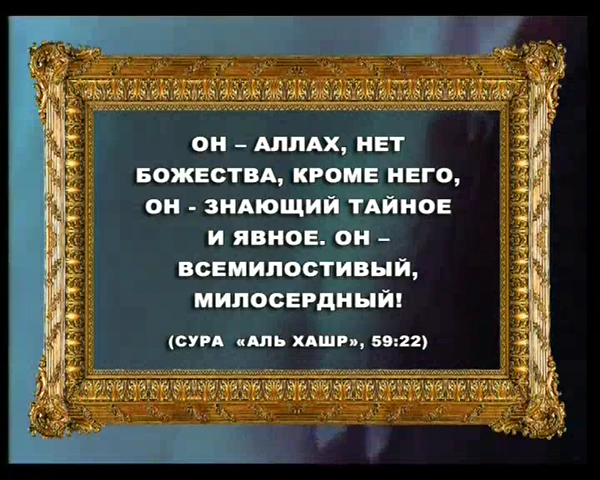 ОН – АЛЛАХ, НЕТ
БОЖЕСТВА, КРОМЕ НЕГО,
ОН - ЗНАЮЩИЙ ТАЙНОЕ
И ЯВНОЕ. ОН –
ВСЕМИЛОСТИВЫЙ,
МИЛОСЕРДНЫЙ!
(СУРА «АЛЬ ХАШР», 59:22)